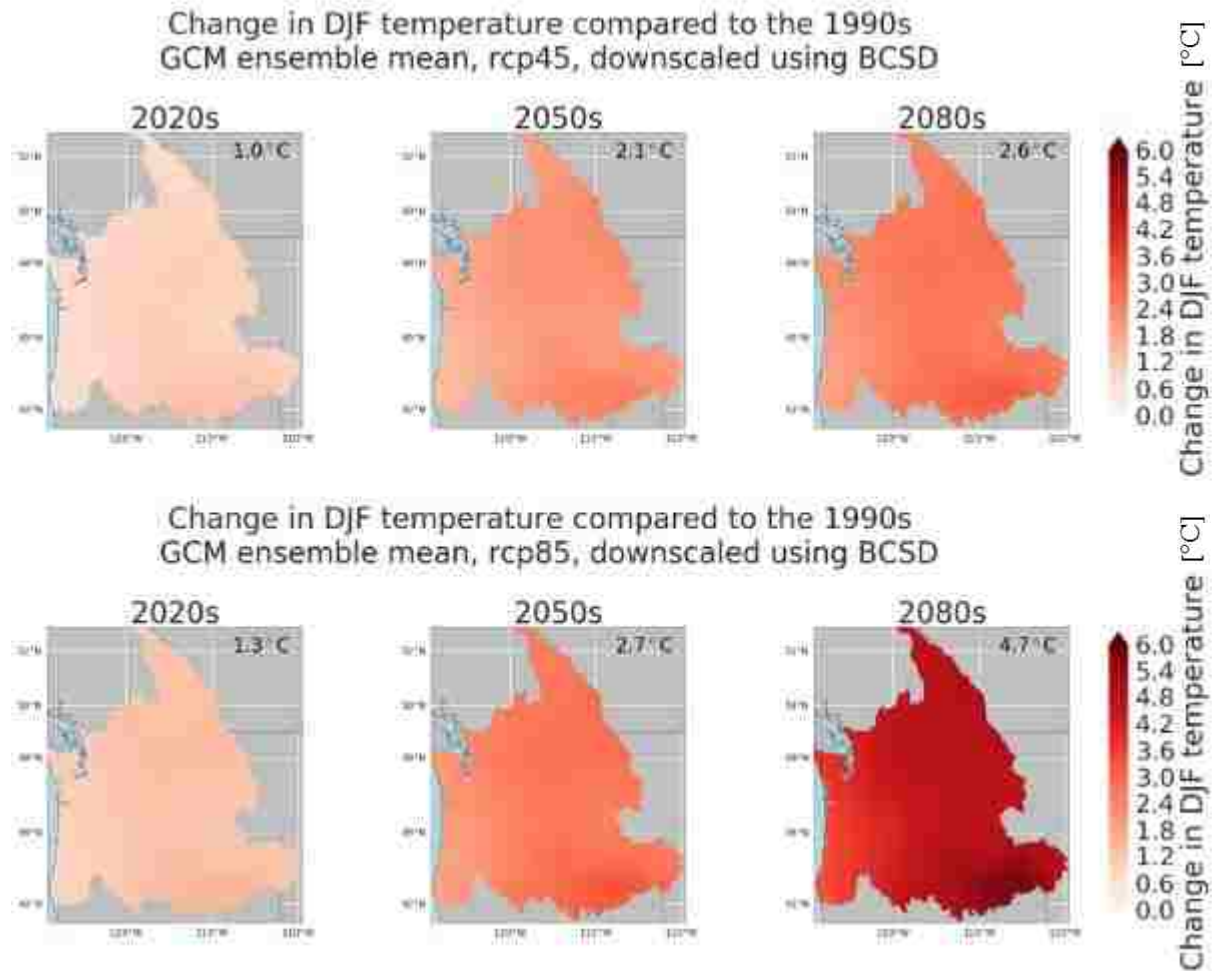 Change in DJF temperature compared to the 1990s
GCM ensemble mean, rcp45, downscaled using BCSD
2020s
2050s
2080s
1.0°C
2.1°C
2.6°C
6.0
5.4
4.8
4.2
3.6
3.0
2.4
1.8
1.2
0.6
0.0
Change in DJF temperature [°C]
Change in DJF temperature compared to the 1990s
GCM ensemble mean, rcp85, downscaled using BCSD
2020s
2050s
2080s
1.3°C
2.7°C
4.7°C
6.0
5.4
4.8
4.2
3.6
3.0
2.4
1.8
1.2
0.6
0.0
Change in DJF temperature [°C]